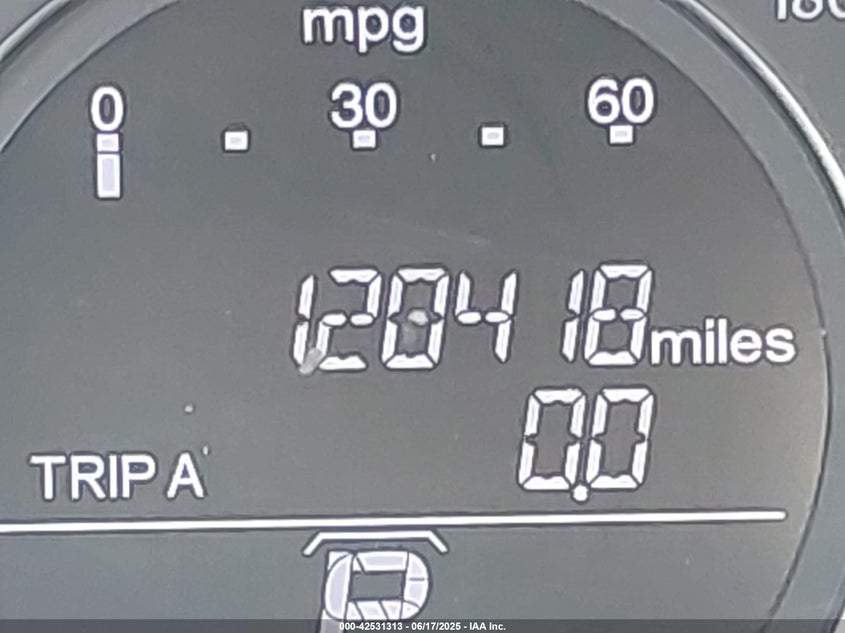 mpg
0 30 60
120418 miles
0.0
TRIP A
P
000-42531313 - 06/17/2025 - IAA Inc.